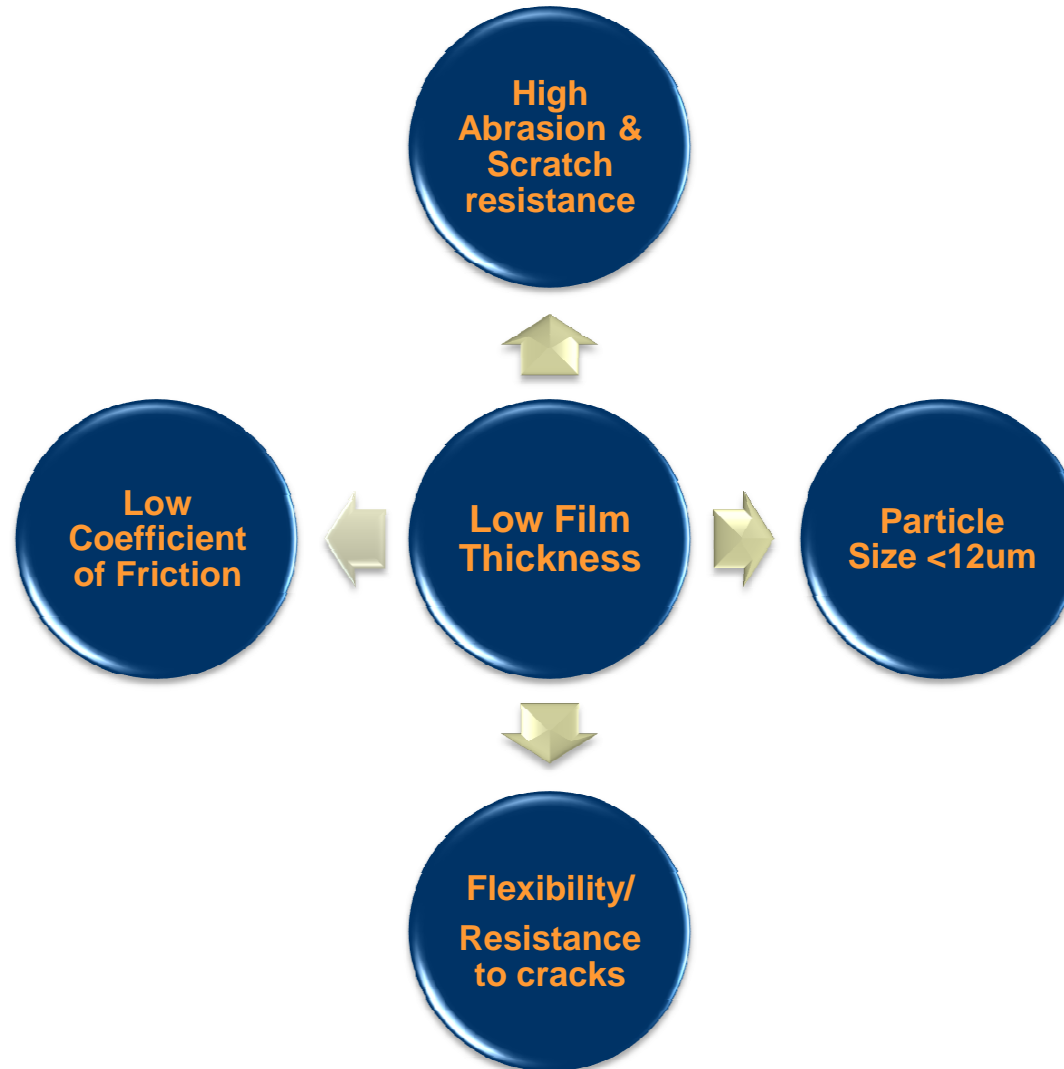 High
Abrasion &
Scratch
resistance
Low
Coefficient
of Friction
Low Film
Thickness
Particle
Size <12um
Flexibility/
Resistance
to cracks